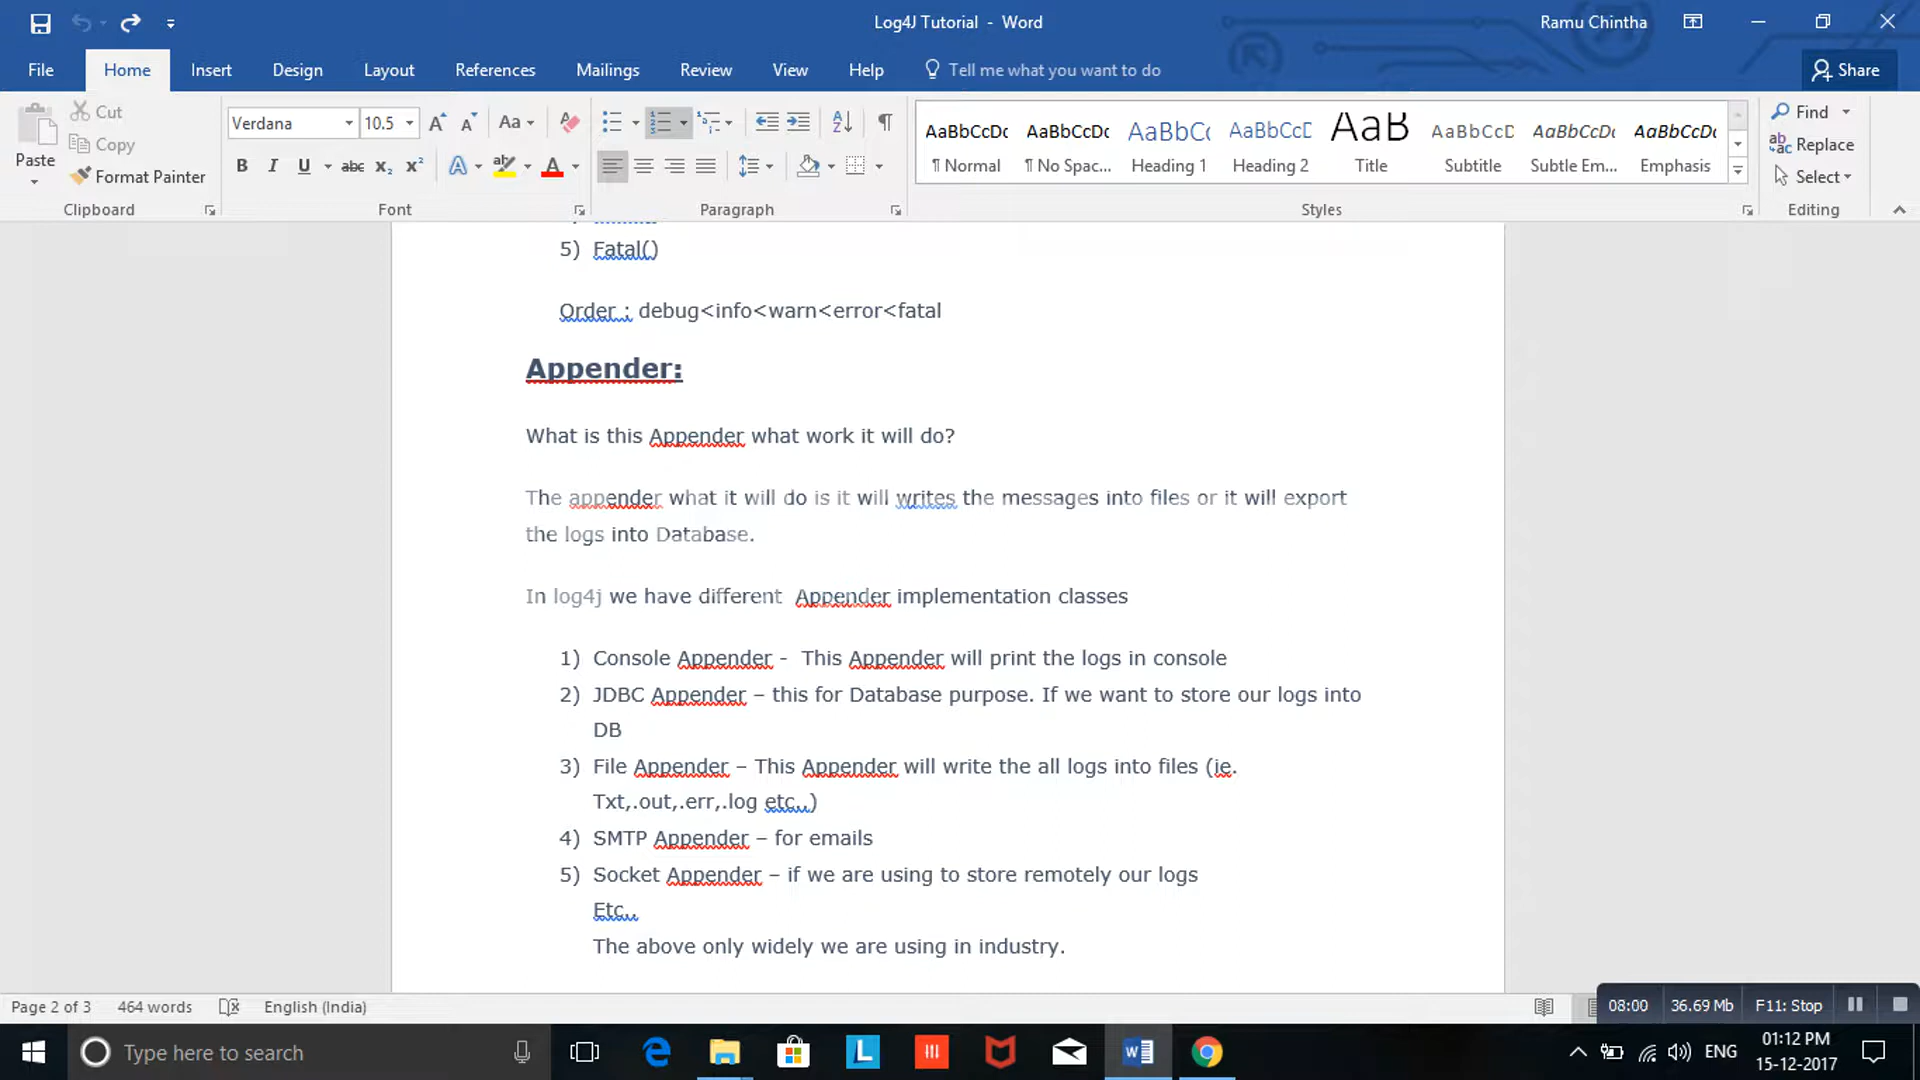 Log4J Tutorial - Word
Ramu Chintha
File Home Insert Design Layout References Mailings Review View Help Tell me what you want to do Share
Cut
Copy
Format Painter
Paste
Clipboard
Verdana 10.5
Aa
B I U abc x₂ x² A ab A
Font
Paragraph
AaBbCcDc AaBbCcDc AaBbCc AaBbCcD AaB AaBbCcD AaBbCcDc AaBbCcDc
¶ Normal ¶ No Spac... Heading 1 Heading 2 Title Subtitle Subtle Em... Emphasis
Styles
Find
Replace
Select
Editing
5) Fatal()
Order : debug<info<warn<error<fatal
Appender:
What is this Appender what work it will do?
The appender what it will do is it will writes the messages into files or it will export
the logs into Database.
In log4j we have different Appender implementation classes
1) Console Appender - This Appender will print the logs in console
2) JDBC Appender – this for Database purpose. If we want to store our logs into
DB
3) File Appender – This Appender will write the all logs into files (ie.
Txt,.out,.err,.log etc,.)
4) SMTP Appender – for emails
5) Socket Appender – if we are using to store remotely our logs
Etc,.
The above only widely we are using in industry.
Page 2 of 3 464 words English (India)
08:00 36.69 Mb F11: Stop
Type here to search
ENG
01:12 PM
15-12-2017